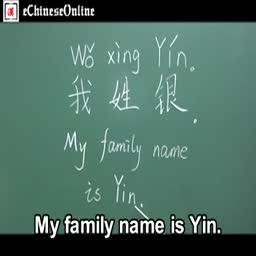 eChineseOnline
Wǒ xìng Yín.
我 姓 银.
My family name
is Yin.
My family name is Yin.